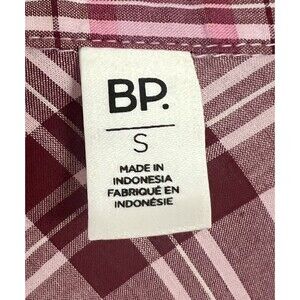 BP.
S
MADE IN
INDONESIA
FABRIQUÉ EN
INDONÉSIE